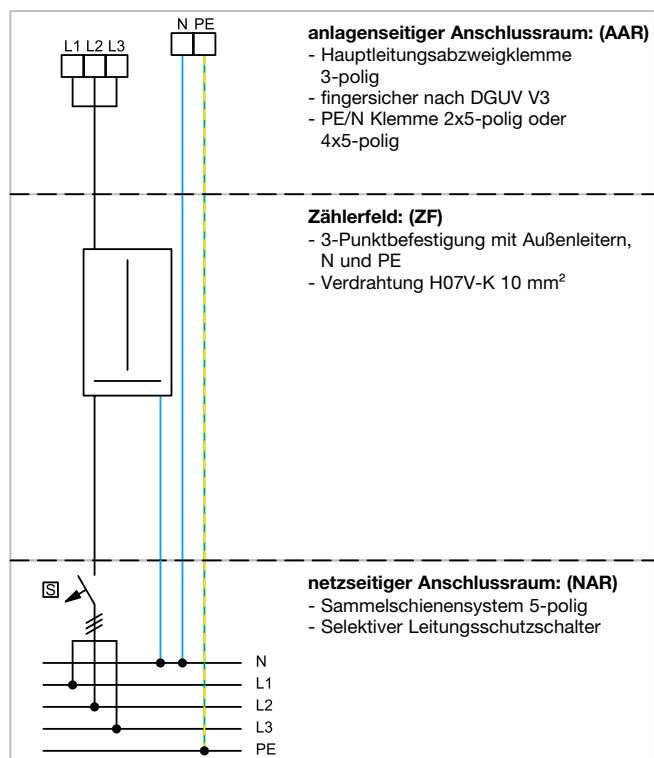 N PE
L1 L2 L3
anlagenseitiger Anschlussraum: (AAR)
- Hauptleitungsabzweigklemme
3-polig
- fingersicher nach DGUV V3
- PE/N Klemme 2x5-polig oder
4x5-polig
Zählerfeld: (ZF)
- 3-Punktbefestigung mit Außenleitern,
N und PE
- Verdrahtung H07V-K 10 mm²
netzseitiger Anschlussraum: (NAR)
- Sammelschienensystem 5-polig
- Selektiver Leitungsschutzschalter
S
N
L1
L2
L3
PE